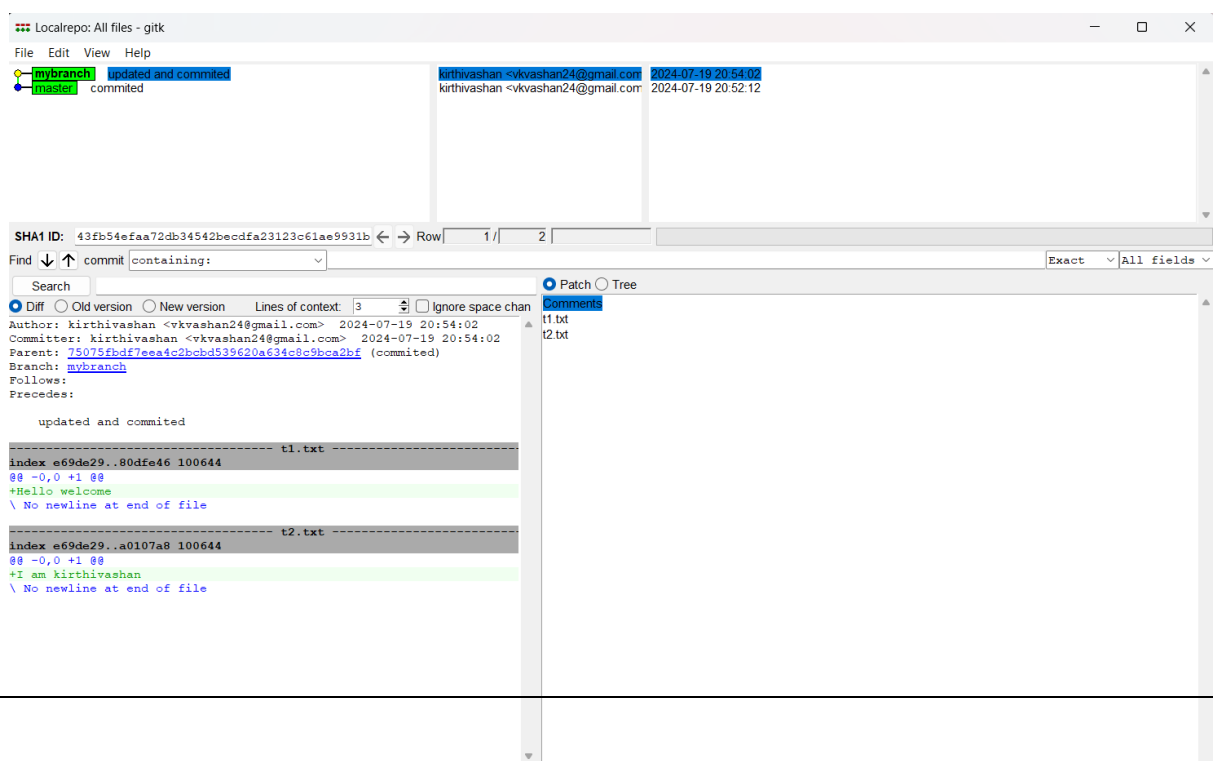 Localrepo: All files - gitk
File Edit View Help
mybranch updated and commited kirthivashan <vkvashan24@gmail.com 2024-07-19 20:54:02
master commited kirthivashan <vkvashan24@gmail.com 2024-07-19 20:52:12
SHA1 ID: 43fb54efaa72db34542becdfa23123c61ae9931b Row 1 / 2
Find commit containing: Exact All fields
Search Patch Tree
Diff Old version New version Lines of context: 3 Ignore space chan
Comments
t1.txt
t2.txt
Author: kirthivashan <vkvashan24@gmail.com> 2024-07-19 20:54:02
Committer: kirthivashan <vkvashan24@gmail.com> 2024-07-19 20:54:02
Parent: 75075fbdf7eea4c2bcbd539620a634c8c9bca2bf (commited)
Branch: mybranch
Follows:
Precedes:
updated and commited
----------------------------------- t1.txt -------------------------
index e69de29..80dfe46 100644
@@ -0,0 +1 @@
+Hello welcome
\ No newline at end of file
----------------------------------- t2.txt -------------------------
index e69de29..a0107a8 100644
@@ -0,0 +1 @@
+I am kirthivashan
\ No newline at end of file